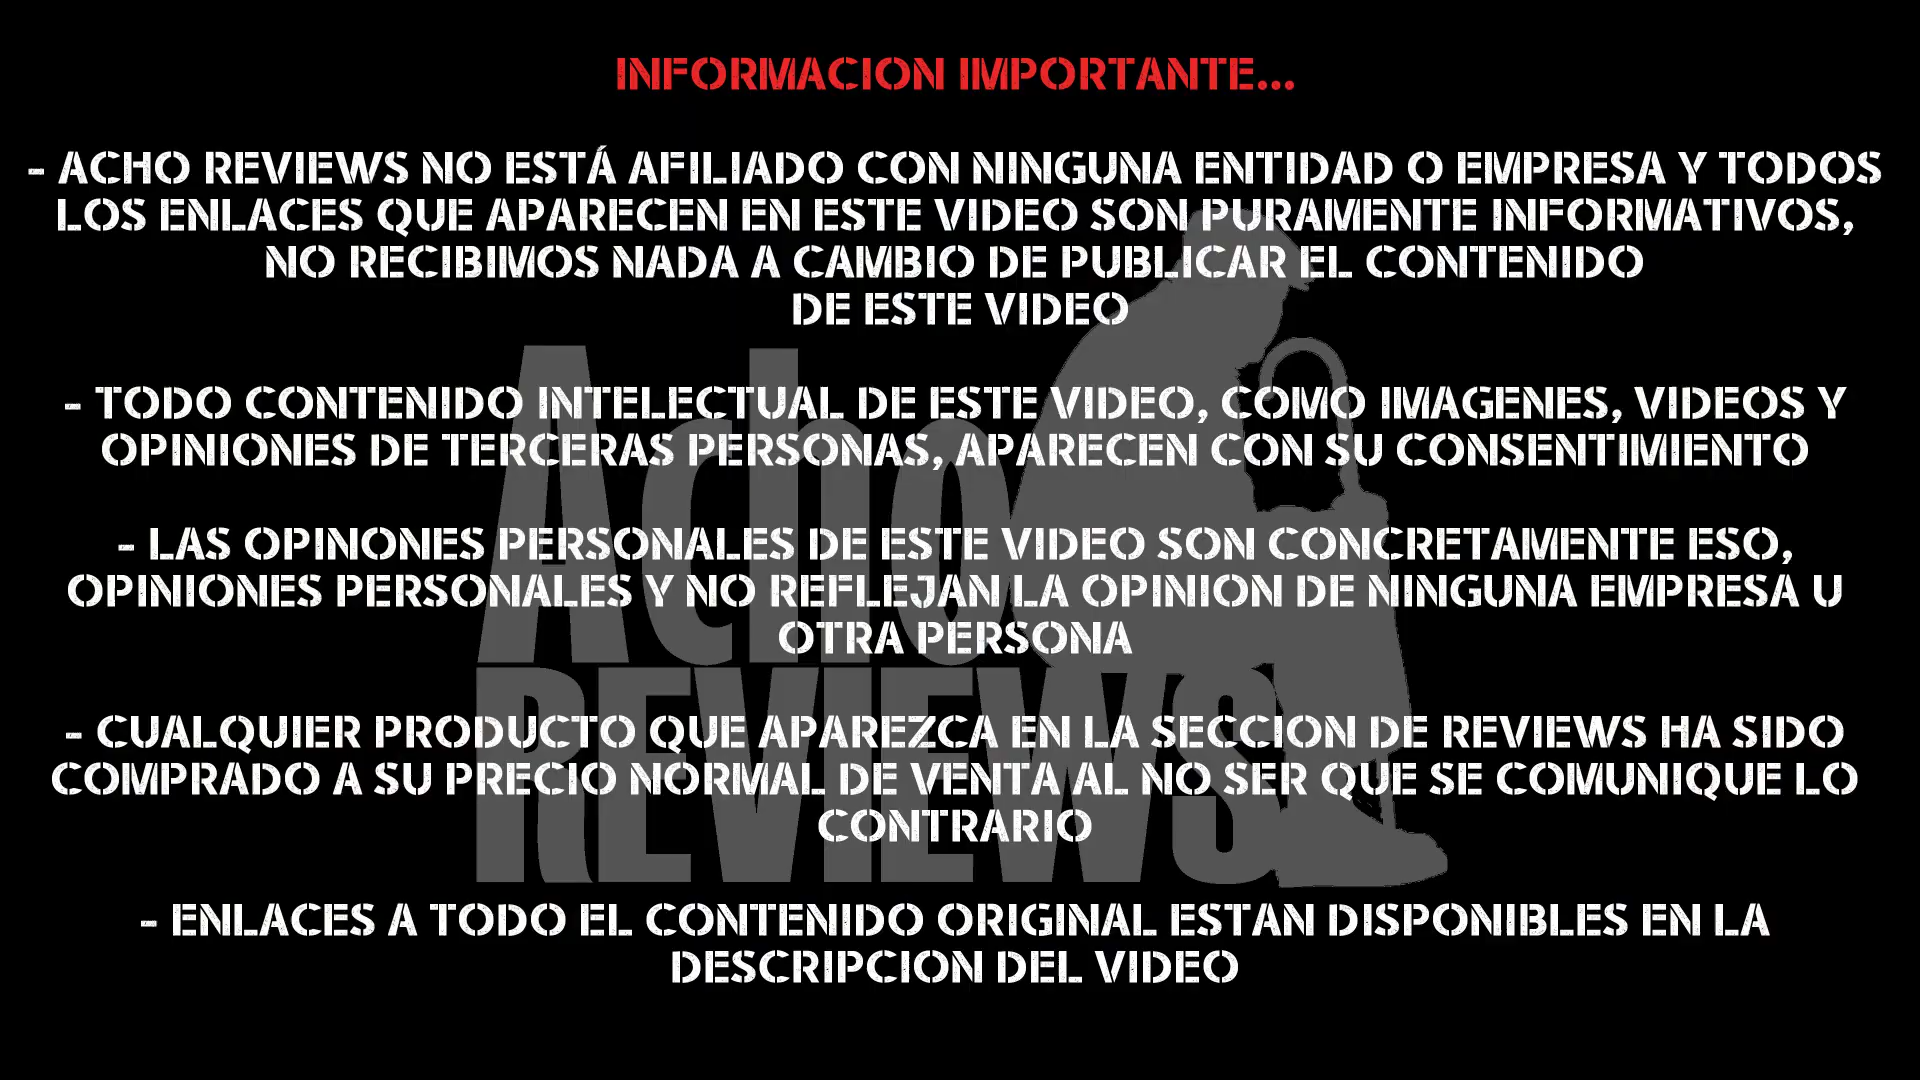 INFORMACION IMPORTANTE...
- ACHO REVIEWS NO ESTÁ AFILIADO CON NINGUNA ENTIDAD O EMPRESA Y TODOS
LOS ENLACES QUE APARECEN EN ESTE VIDEO SON PURAMENTE INFORMATIVOS,
NO RECIBIMOS NADA A CAMBIO DE PUBLICAR EL CONTENIDO
DE ESTE VIDEO
- TODO CONTENIDO INTELECTUAL DE ESTE VIDEO, COMO IMAGENES, VIDEOS Y
OPINIONES DE TERCERAS PERSONAS, APARECEN CON SU CONSENTIMIENTO
- LAS OPINONES PERSONALES DE ESTE VIDEO SON CONCRETAMENTE ESO,
OPINIONES PERSONALES Y NO REFLEJAN LA OPINION DE NINGUNA EMPRESA U
OTRA PERSONA
- CUALQUIER PRODUCTO QUE APAREZCA EN LA SECCION DE REVIEWS HA SIDO
COMPRADO A SU PRECIO NORMAL DE VENTA AL NO SER QUE SE COMUNIQUE LO
CONTRARIO
- ENLACES A TODO EL CONTENIDO ORIGINAL ESTAN DISPONIBLES EN LA
DESCRIPCION DEL VIDEO
Acho
REVIEWS